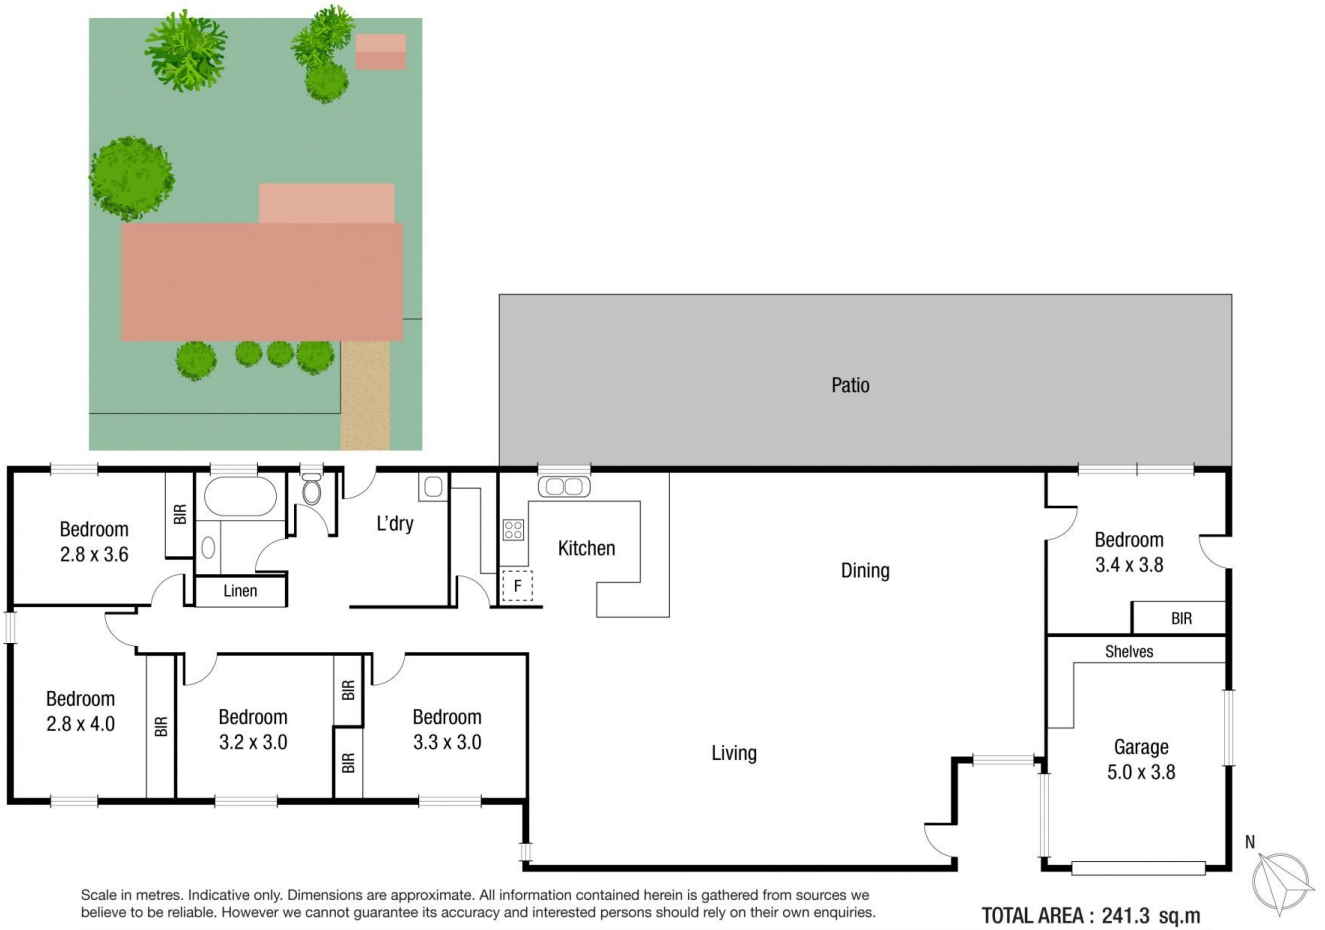 Patio
Bedroom
2.8 x 3.6
BIR
L'dry
Linen
Kitchen
F
Dining
Bedroom
3.4 x 3.8
BIR
Shelves
Bedroom
2.8 x 4.0
BIR
Bedroom
3.2 x 3.0
BIR
BIR
Bedroom
3.3 x 3.0
Living
Garage
5.0 x 3.8
N
Scale in metres. Indicative only. Dimensions are approximate. All information contained herein is gathered from sources we
believe to be reliable. However we cannot guarantee its accuracy and interested persons should rely on their own enquiries.
TOTAL AREA : 241.3 sq.m